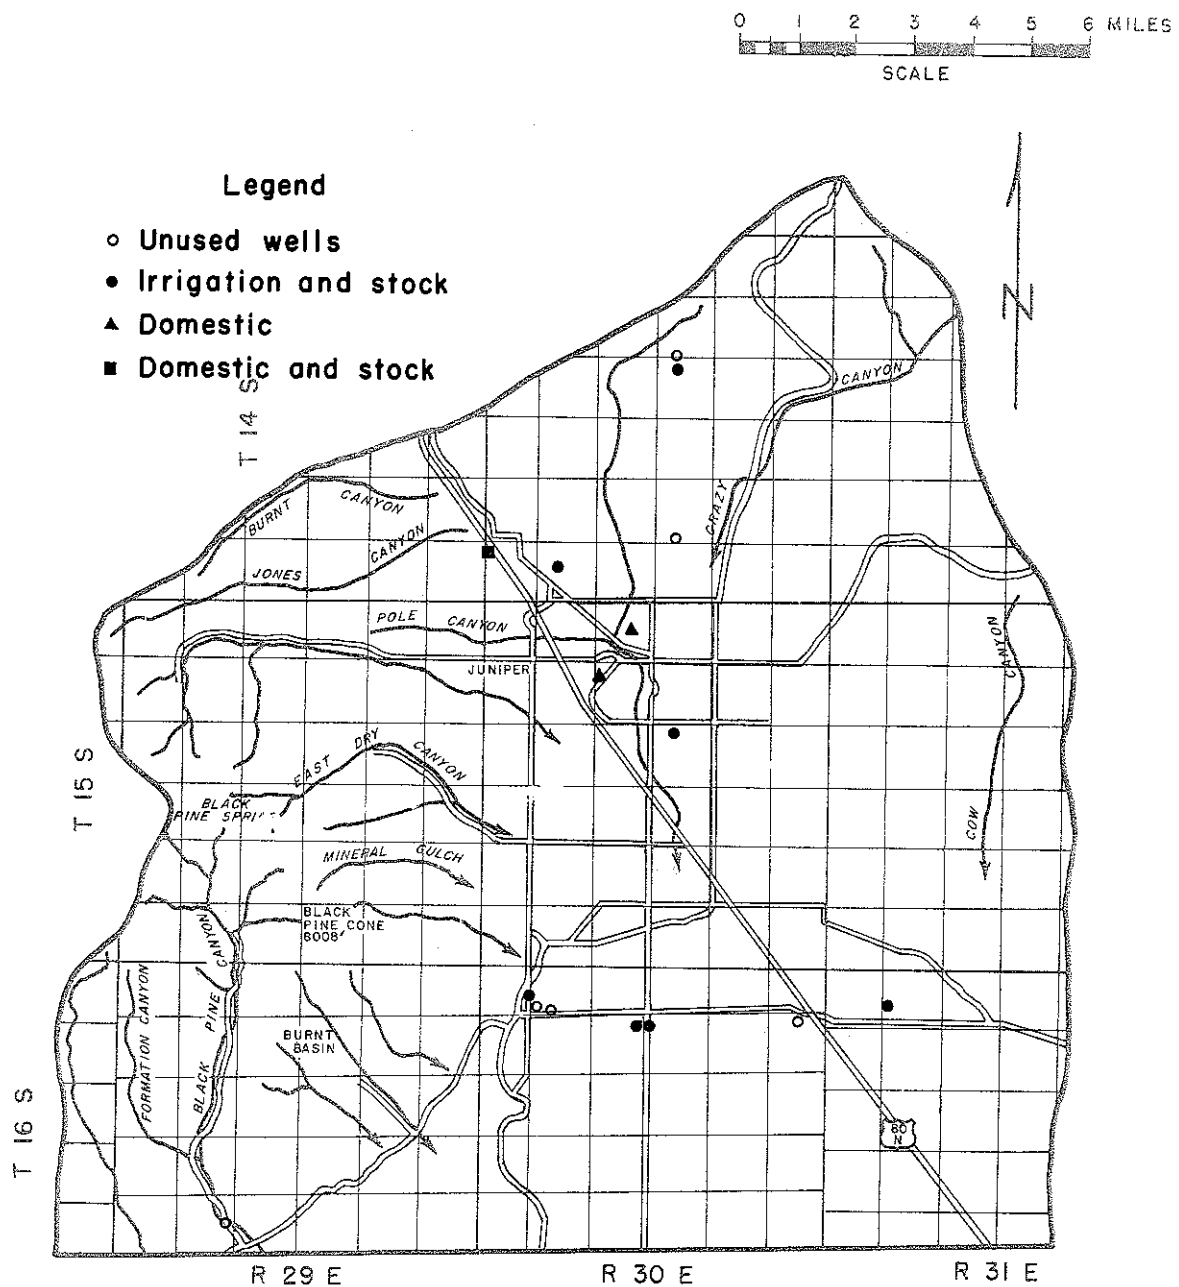 0 1 2 3 4 5 6 MILES
SCALE
Legend
Unused wells
Irrigation and stock
Domestic
Domestic and stock
N
T 14 S
CANYON
BURNT
CANYON
CRAZY
CANYON
JONES
POLE CANYON
JUNIPER
CANYON
COW
T 15 S
EAST DRY CANYON
BLACK
PINE
MINERAL GULCH
BLACK
PINE CONE
8008'
BLACK PINE CANYON
FORMATION CANYON
BURNT
BASIN
T 16 S
80
N
R 29 E R 30 E R 31 E